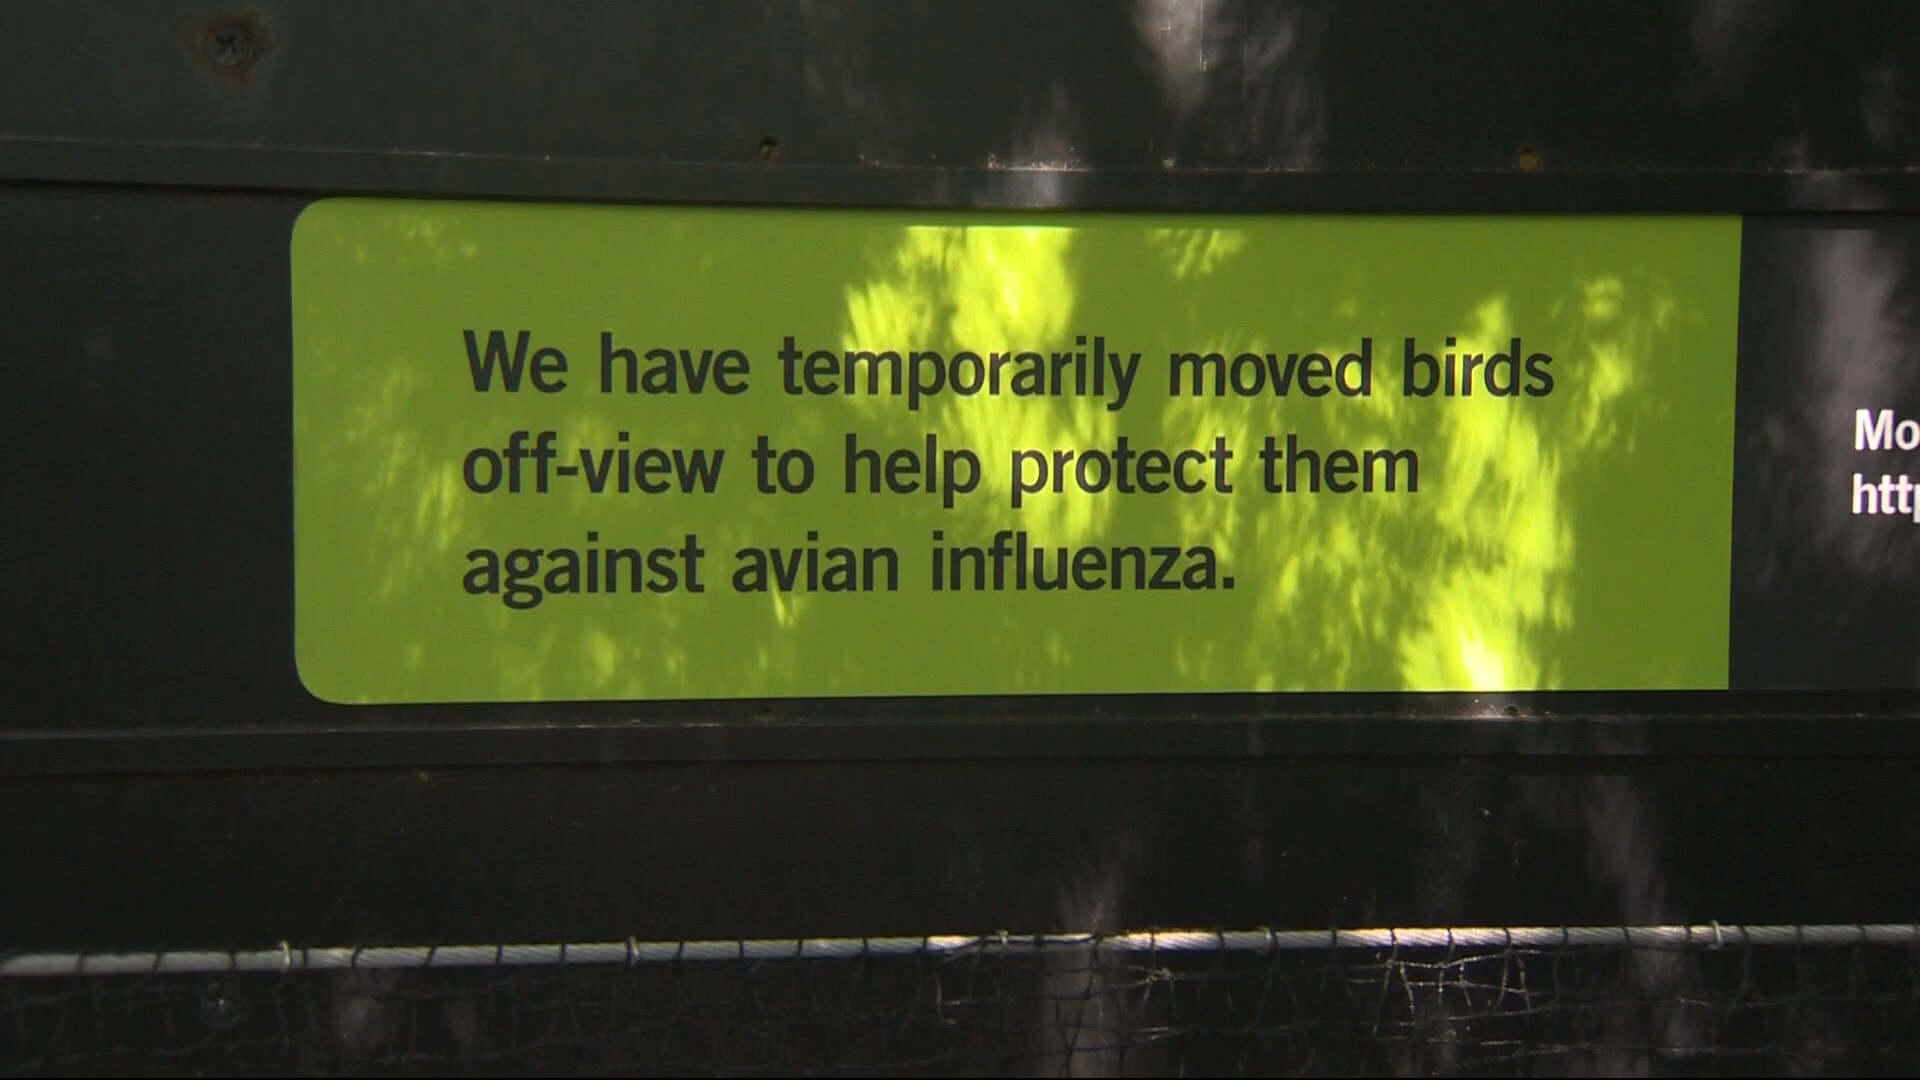 We have temporarily moved birds
off-view to help protect them
against avian influenza.